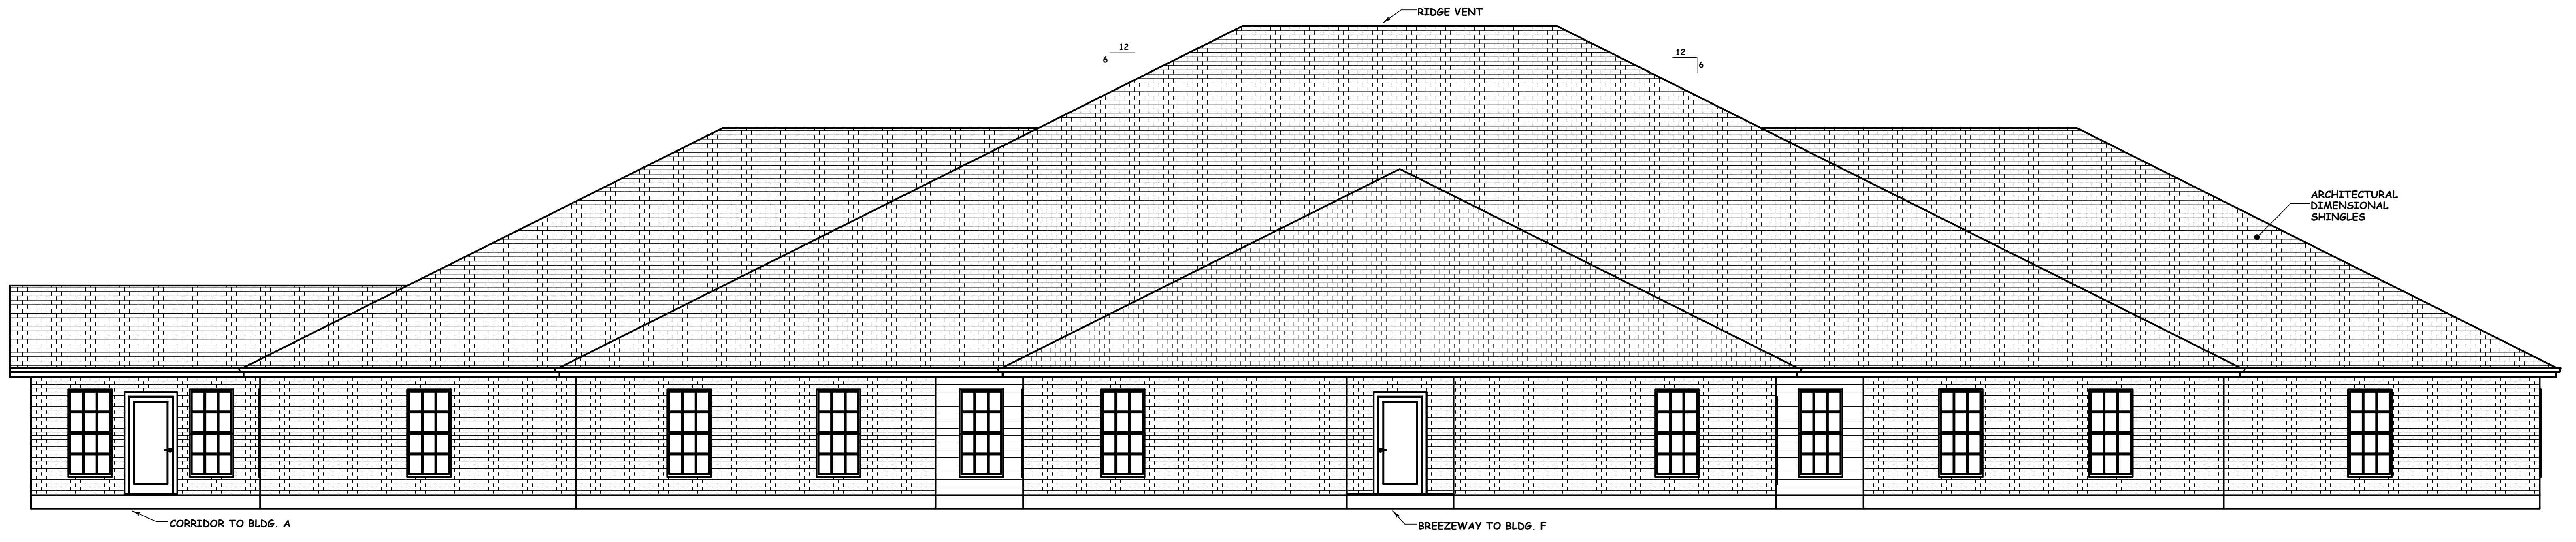 RIDGE VENT
12
6
12
6
ARCHITECTURAL
DIMENSIONAL
SHINGLES
CORRIDOR TO BLDG. A
BREEZEWAY TO BLDG. F